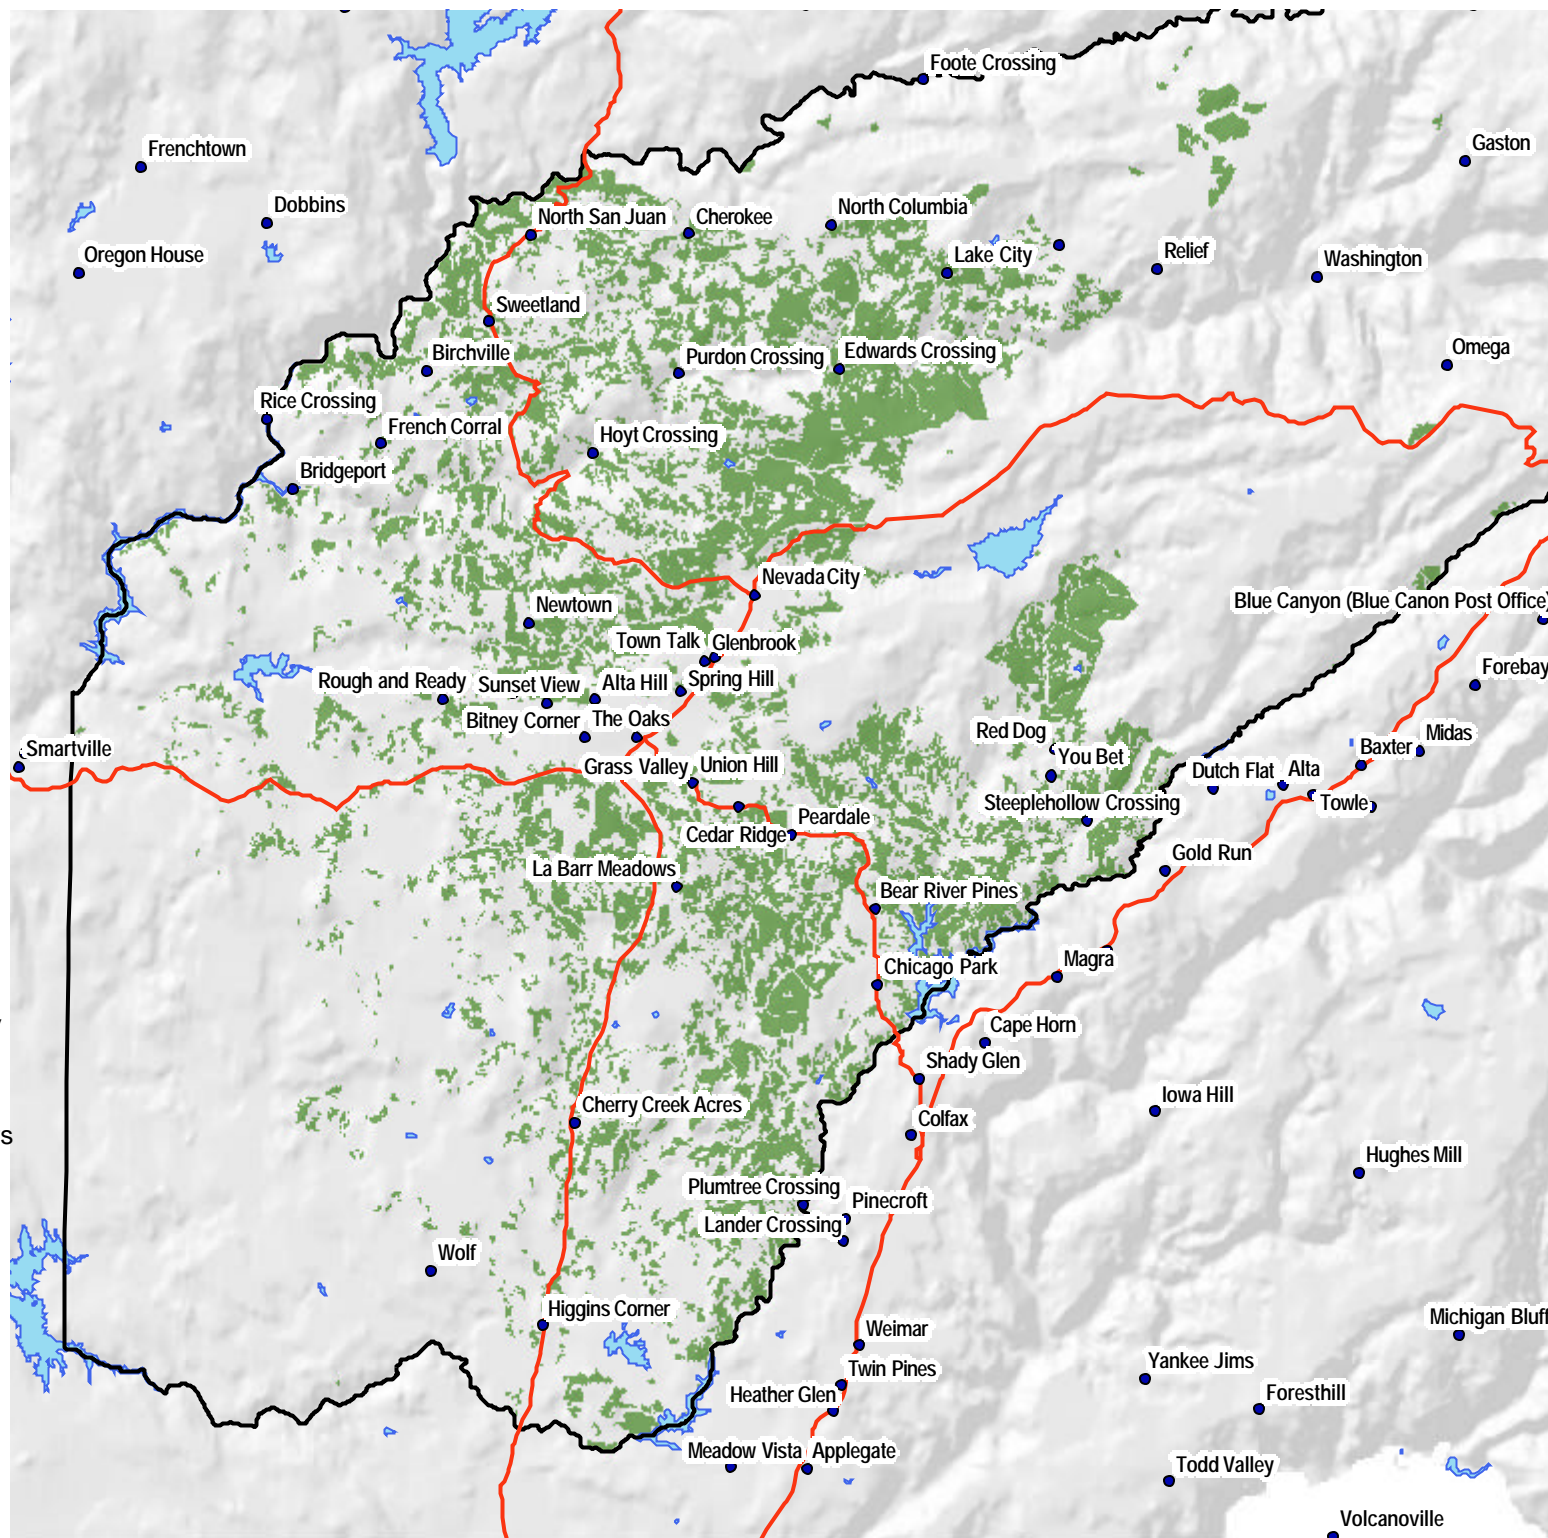 Foote Crossing
Frenchtown
Gaston
Dobbins
North San Juan
Cherokee
North Columbia
Oregon House
Lake City
Relief
Washington
Sweetland
Birchville
Purdon Crossing
Edwards Crossing
Omega
Rice Crossing
French Corral
Hoyt Crossing
Bridgeport
Nevada City
Newtown
Blue Canyon (Blue Canon Post Office)
Town Talk
Glenbrook
Rough and Ready
Sunset View
Alta Hill
Spring Hill
Forebay
Bitney Corner
The Oaks
Red Dog
Midas
Smartville
Grass Valley
Union Hill
You Bet
Dutch Flat
Alta
Baxter
Steeplehollow Crossing
Towle
Cedar Ridge
Peardale
Gold Run
La Barr Meadows
Bear River Pines
Chicago Park
Magra
Cape Horn
Shady Glen
Iowa Hill
Cherry Creek Acres
Colfax
s
Hughes Mill
Plumtree Crossing
Pinecroft
Lander Crossing
Wolf
Higgins Corner
Weimar
Michigan Bluff
Yankee Jims
Twin Pines
Heather Glen
Foresthill
Meadow Vista
Applegate
Todd Valley
Volcanoville